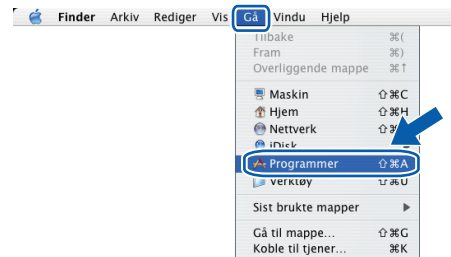 Finder Arkiv Rediger Vis Gå Vindu Hjelp
Tilbake ⌘(
Fram ⌘)
Overliggende mappe ⌘↑
Maskin ⇧⌘C
Hjem ⇧⌘H
Nettverk ⇧⌘
iDisk
Programmer ⇧⌘A
Verktøy ⇧⌘U
Sist brukte mapper ▶
Gå til mappe... ⇧⌘G
Koble til tjener... ⌘K